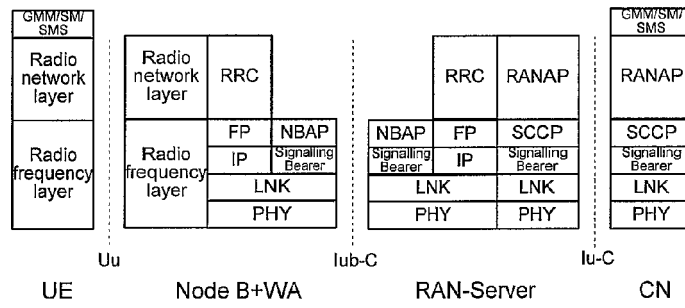 GMM/SM/
SMS
Radio
network
layer
Radio
frequency
layer
Radio
network
layer
RRC
Radio
frequency
layer
FP
NBAP
IP
Signalling
Bearer
LNK
PHY
RRC
RANAP
NBAP
FP
SCCP
Signalling
Bearer
IP
Signalling
Bearer
LNK
LNK
PHY
PHY
GMM/SM/
SMS
RANAP
SCCP
Signalling
Bearer
LNK
PHY
Uu
Iub-C
Iu-C
UE
Node B+WA
RAN-Server
CN